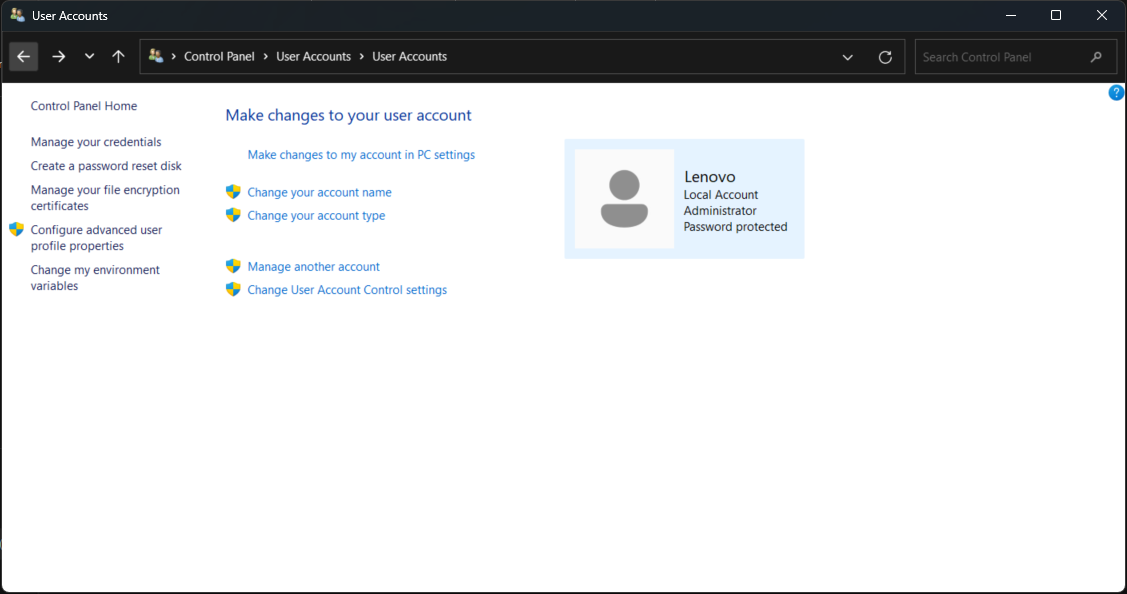 User Accounts
Control Panel > User Accounts > User Accounts
Search Control Panel
Control Panel Home
Manage your credentials
Create a password reset disk
Manage your file encryption
certificates
Configure advanced user
profile properties
Change my environment
variables
Make changes to your user account
Make changes to my account in PC settings
Change your account name
Change your account type
Manage another account
Change User Account Control settings
Lenovo
Local Account
Administrator
Password protected
?